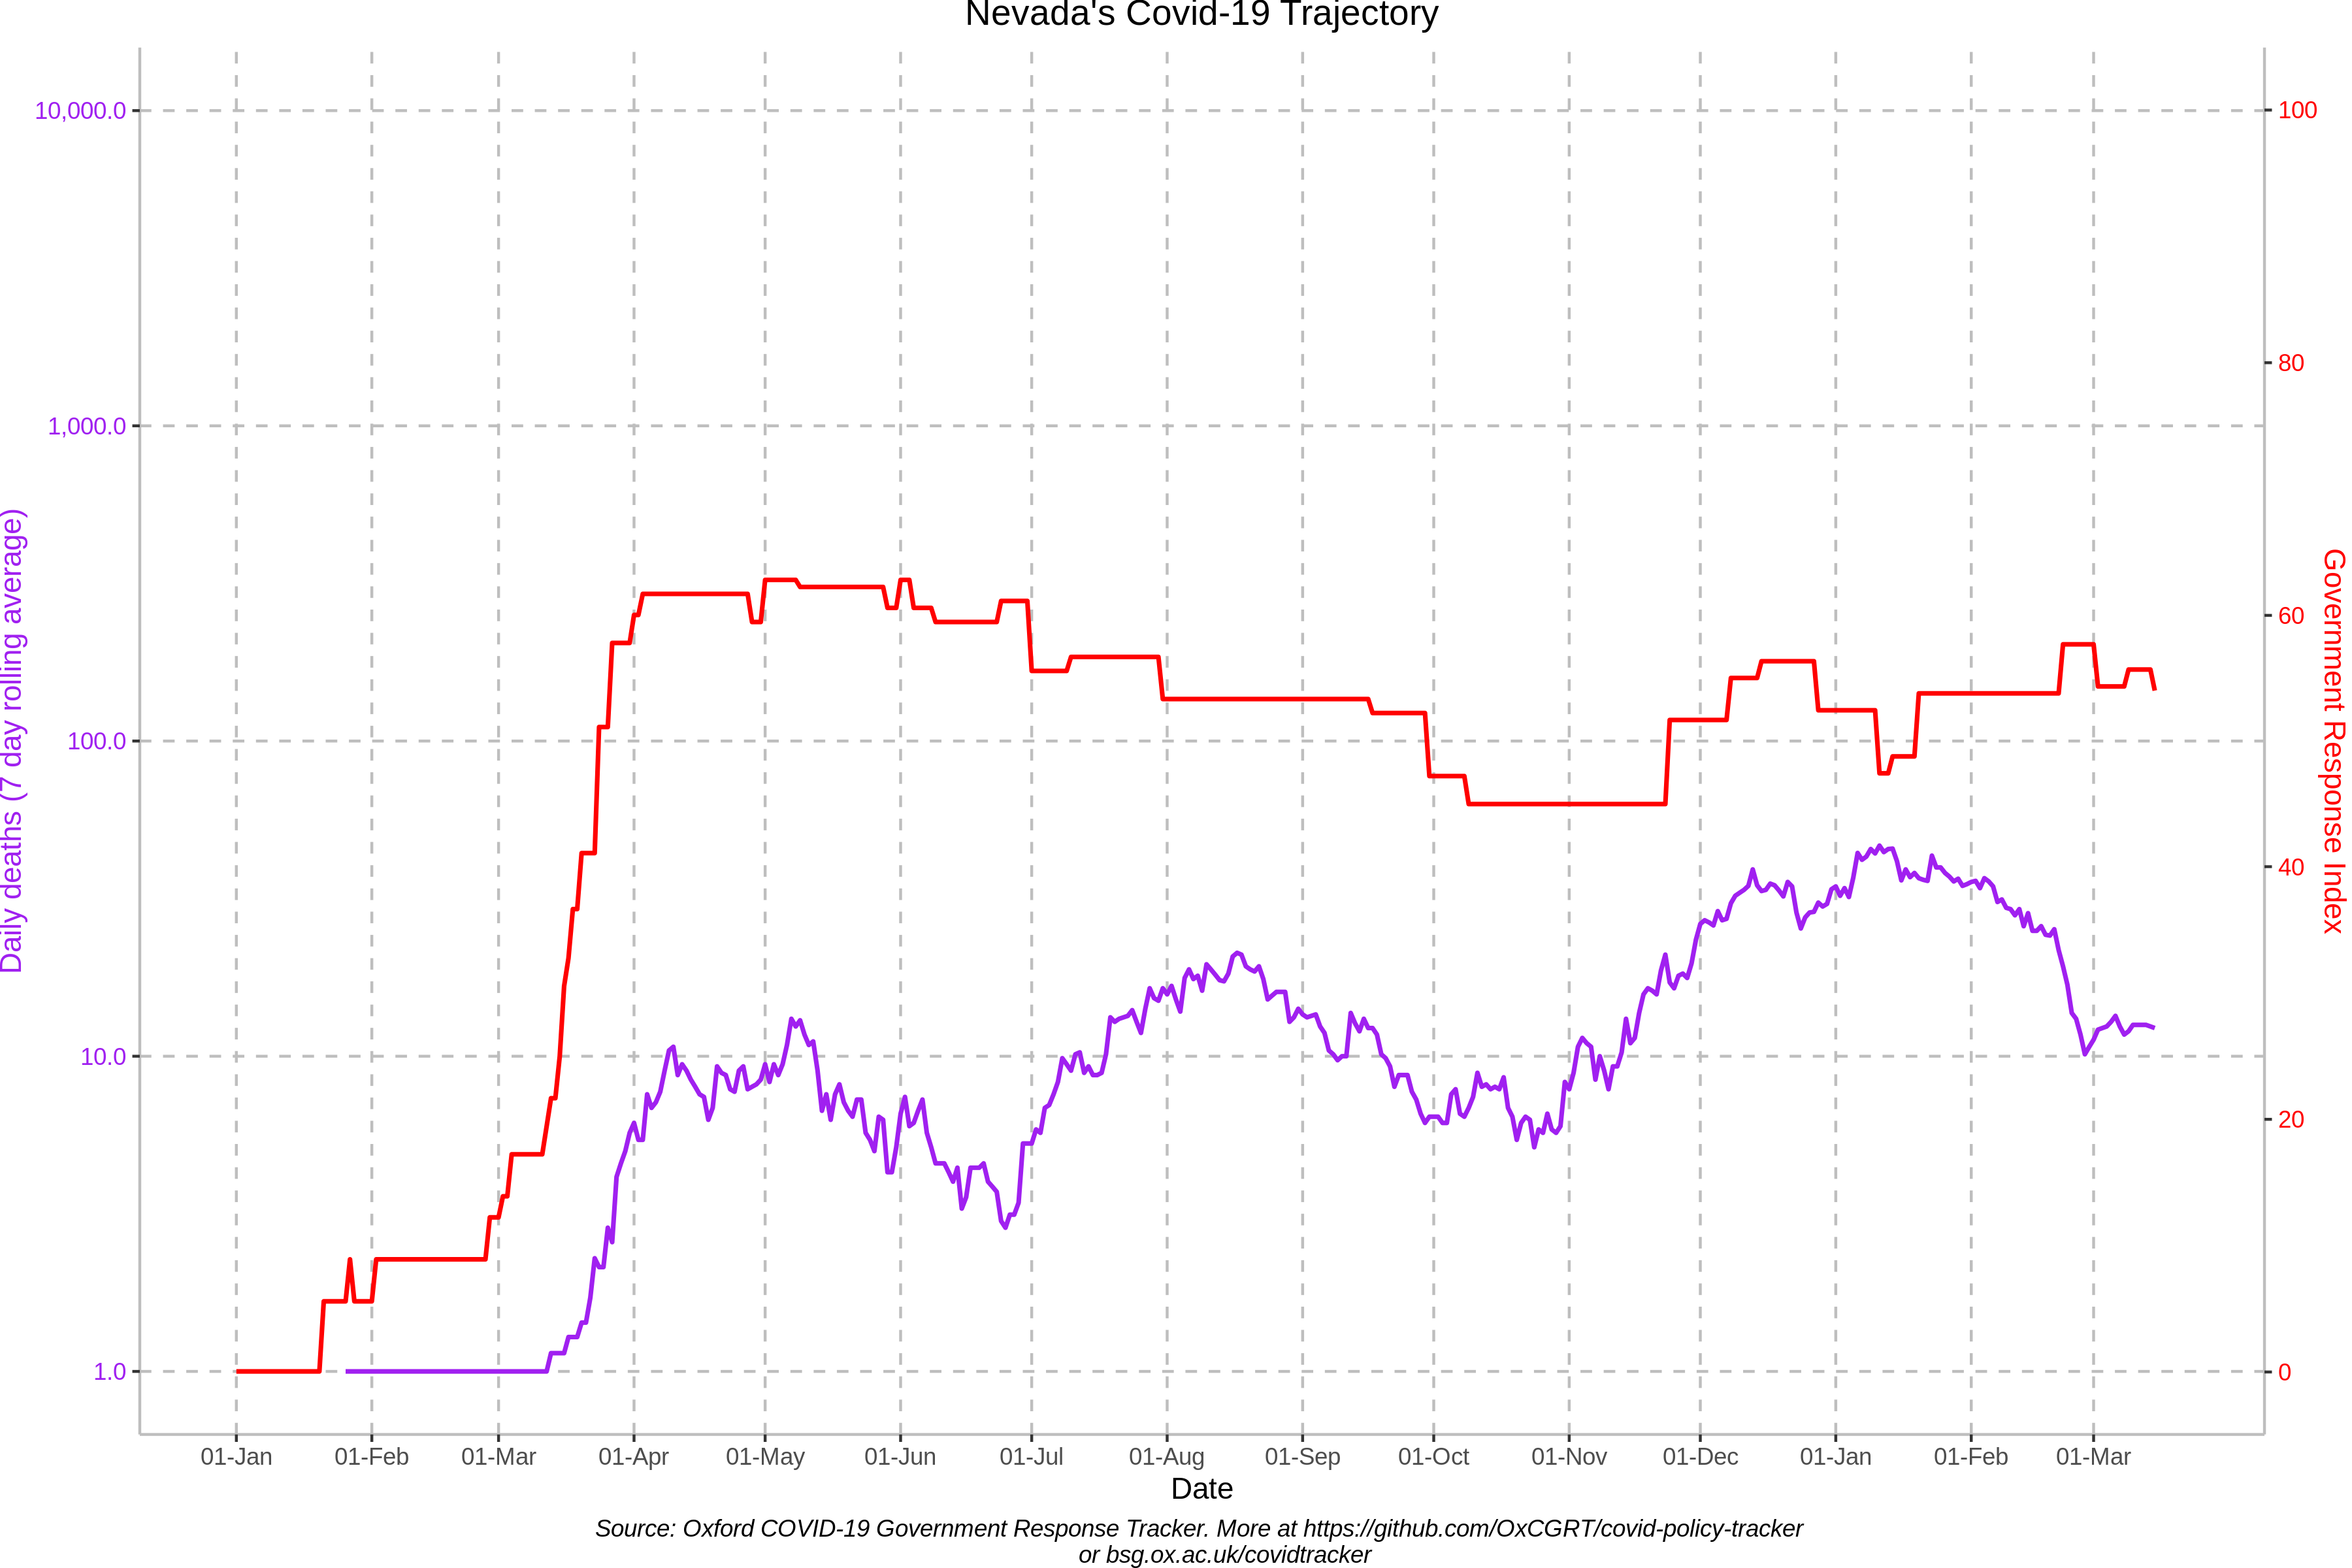 Nevada's Covid-19 Trajectory
10,000.0
1,000.0
100.0
10.0
1.0
Daily deaths (7 day rolling average)
100
80
60
40
20
0
Government Response Index
01-Jan 01-Feb 01-Mar 01-Apr 01-May 01-Jun 01-Jul 01-Aug 01-Sep 01-Oct 01-Nov 01-Dec 01-Jan 01-Feb 01-Mar
Date
Source: Oxford COVID-19 Government Response Tracker. More at https://github.com/OxCGRT/covid-policy-tracker
or bsg.ox.ac.uk/covidtracker